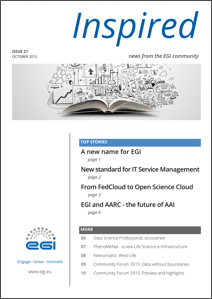 Inspired
ISSUE 21
OCTOBER 2015
news from the EGI community
TOP STORIES
A new name for EGI
page 1
New standard for IT Service Management
page 2
From FedCloud to Open Science Cloud
page 3
EGI and AARC - the future of AAI
page 4
MORE
06 Data Science Professional, uncovered
07 PhenoMeNal - a new Life Science e-Infrastructure
08 New project: West-Life
09 Community Forum 2015: Data without boundaries
10 Community Forum 2015: Preview and highlights
EGI
Engage - Grow - Innovate
www.egi.eu